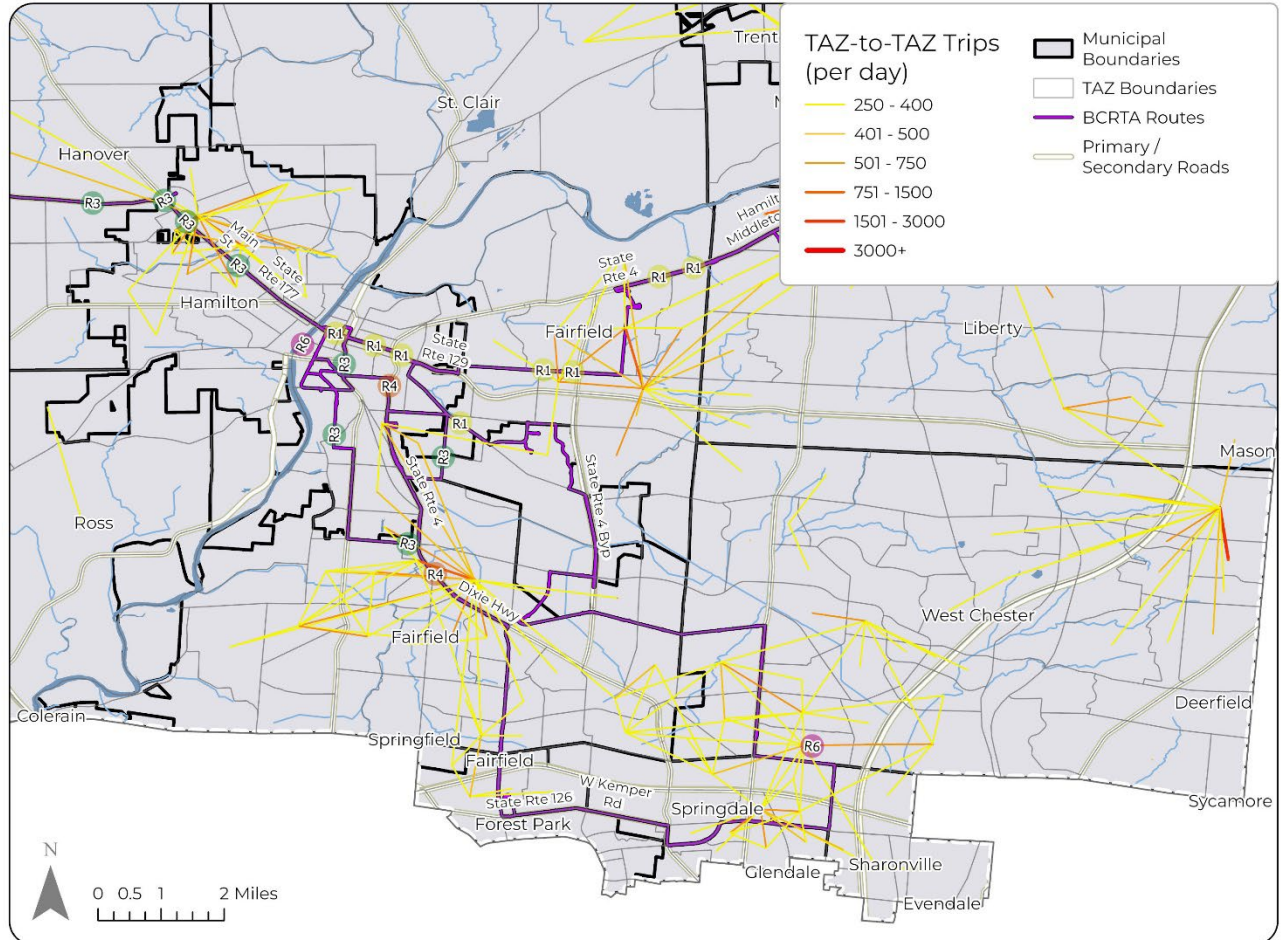 Trent
TAZ-to-TAZ Trips
(per day)
250 - 400
401 - 500
501 - 750
751 - 1500
1501 - 3000
3000+
Municipal
Boundaries
TAZ Boundaries
BCRTA Routes
Primary /
Secondary Roads
St. Clair
Hanover
R3
R3
R3
Main
St
State
Rte 177
R3
Hamilton
Hamilt
Middleto
State
Rte 4
R1
R1
Fairfield
Liberty
R6
R1
R1
R1
R3
State
Rte 129
R1
R1
R4
R1
R3
R3
State Rte 4
State Rte 4 Byp
Mason
Ross
R3
R4
Dixie Hwy
Fairfield
West Chester
Colerain
Deerfield
Springfield
Fairfield
R6
State Rte 126
W Kemper
Rd
Springdale
Forest Park
Sycamore
Glendale
Sharonville
Evendale
N
0 0.5 1 2 Miles